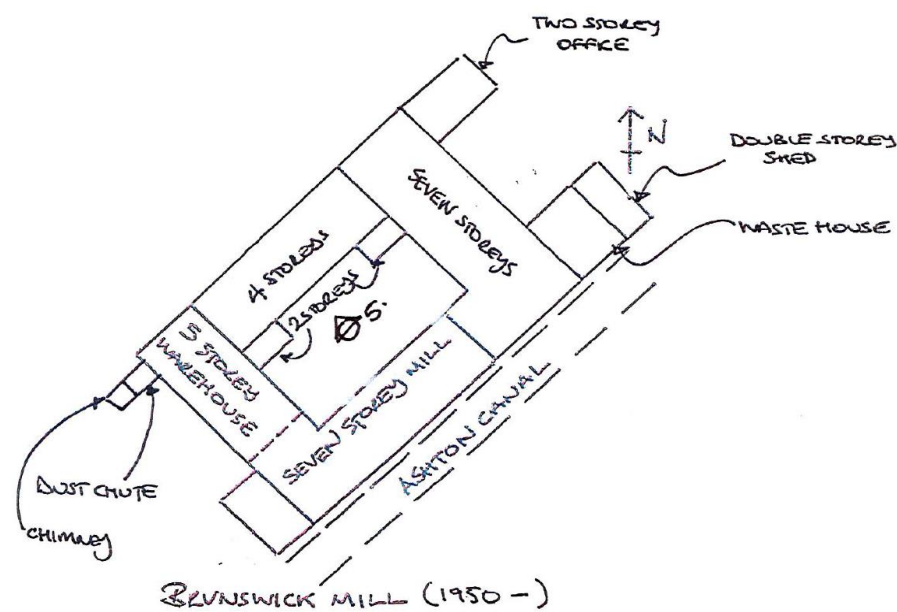 TWO STOREY
OFFICE
N
DOUBLE STOREY
SHED
SEVEN STOREYS
WASTE HOUSE
4 STOREYS
2 STOREYS
5 STOREY
WAREHOUSE
SEVEN STOREY MILL
ASHTON CANAL
DUST CHUTE
CHIMNEY
BRUNSWICK MILL (1950-)